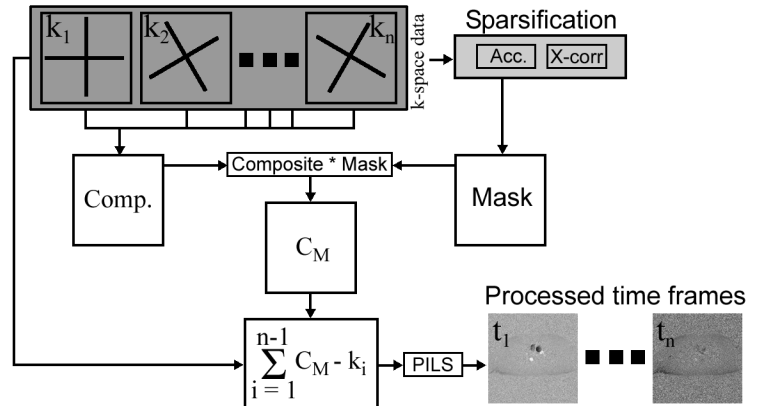 Sparsification
k1
k2
kn
k-space data
Acc.
X-corr
Comp.
Composite * Mask
Mask
CM
Processed time frames
n-1
∑ CM - ki
i = 1
PILS
t1
tn